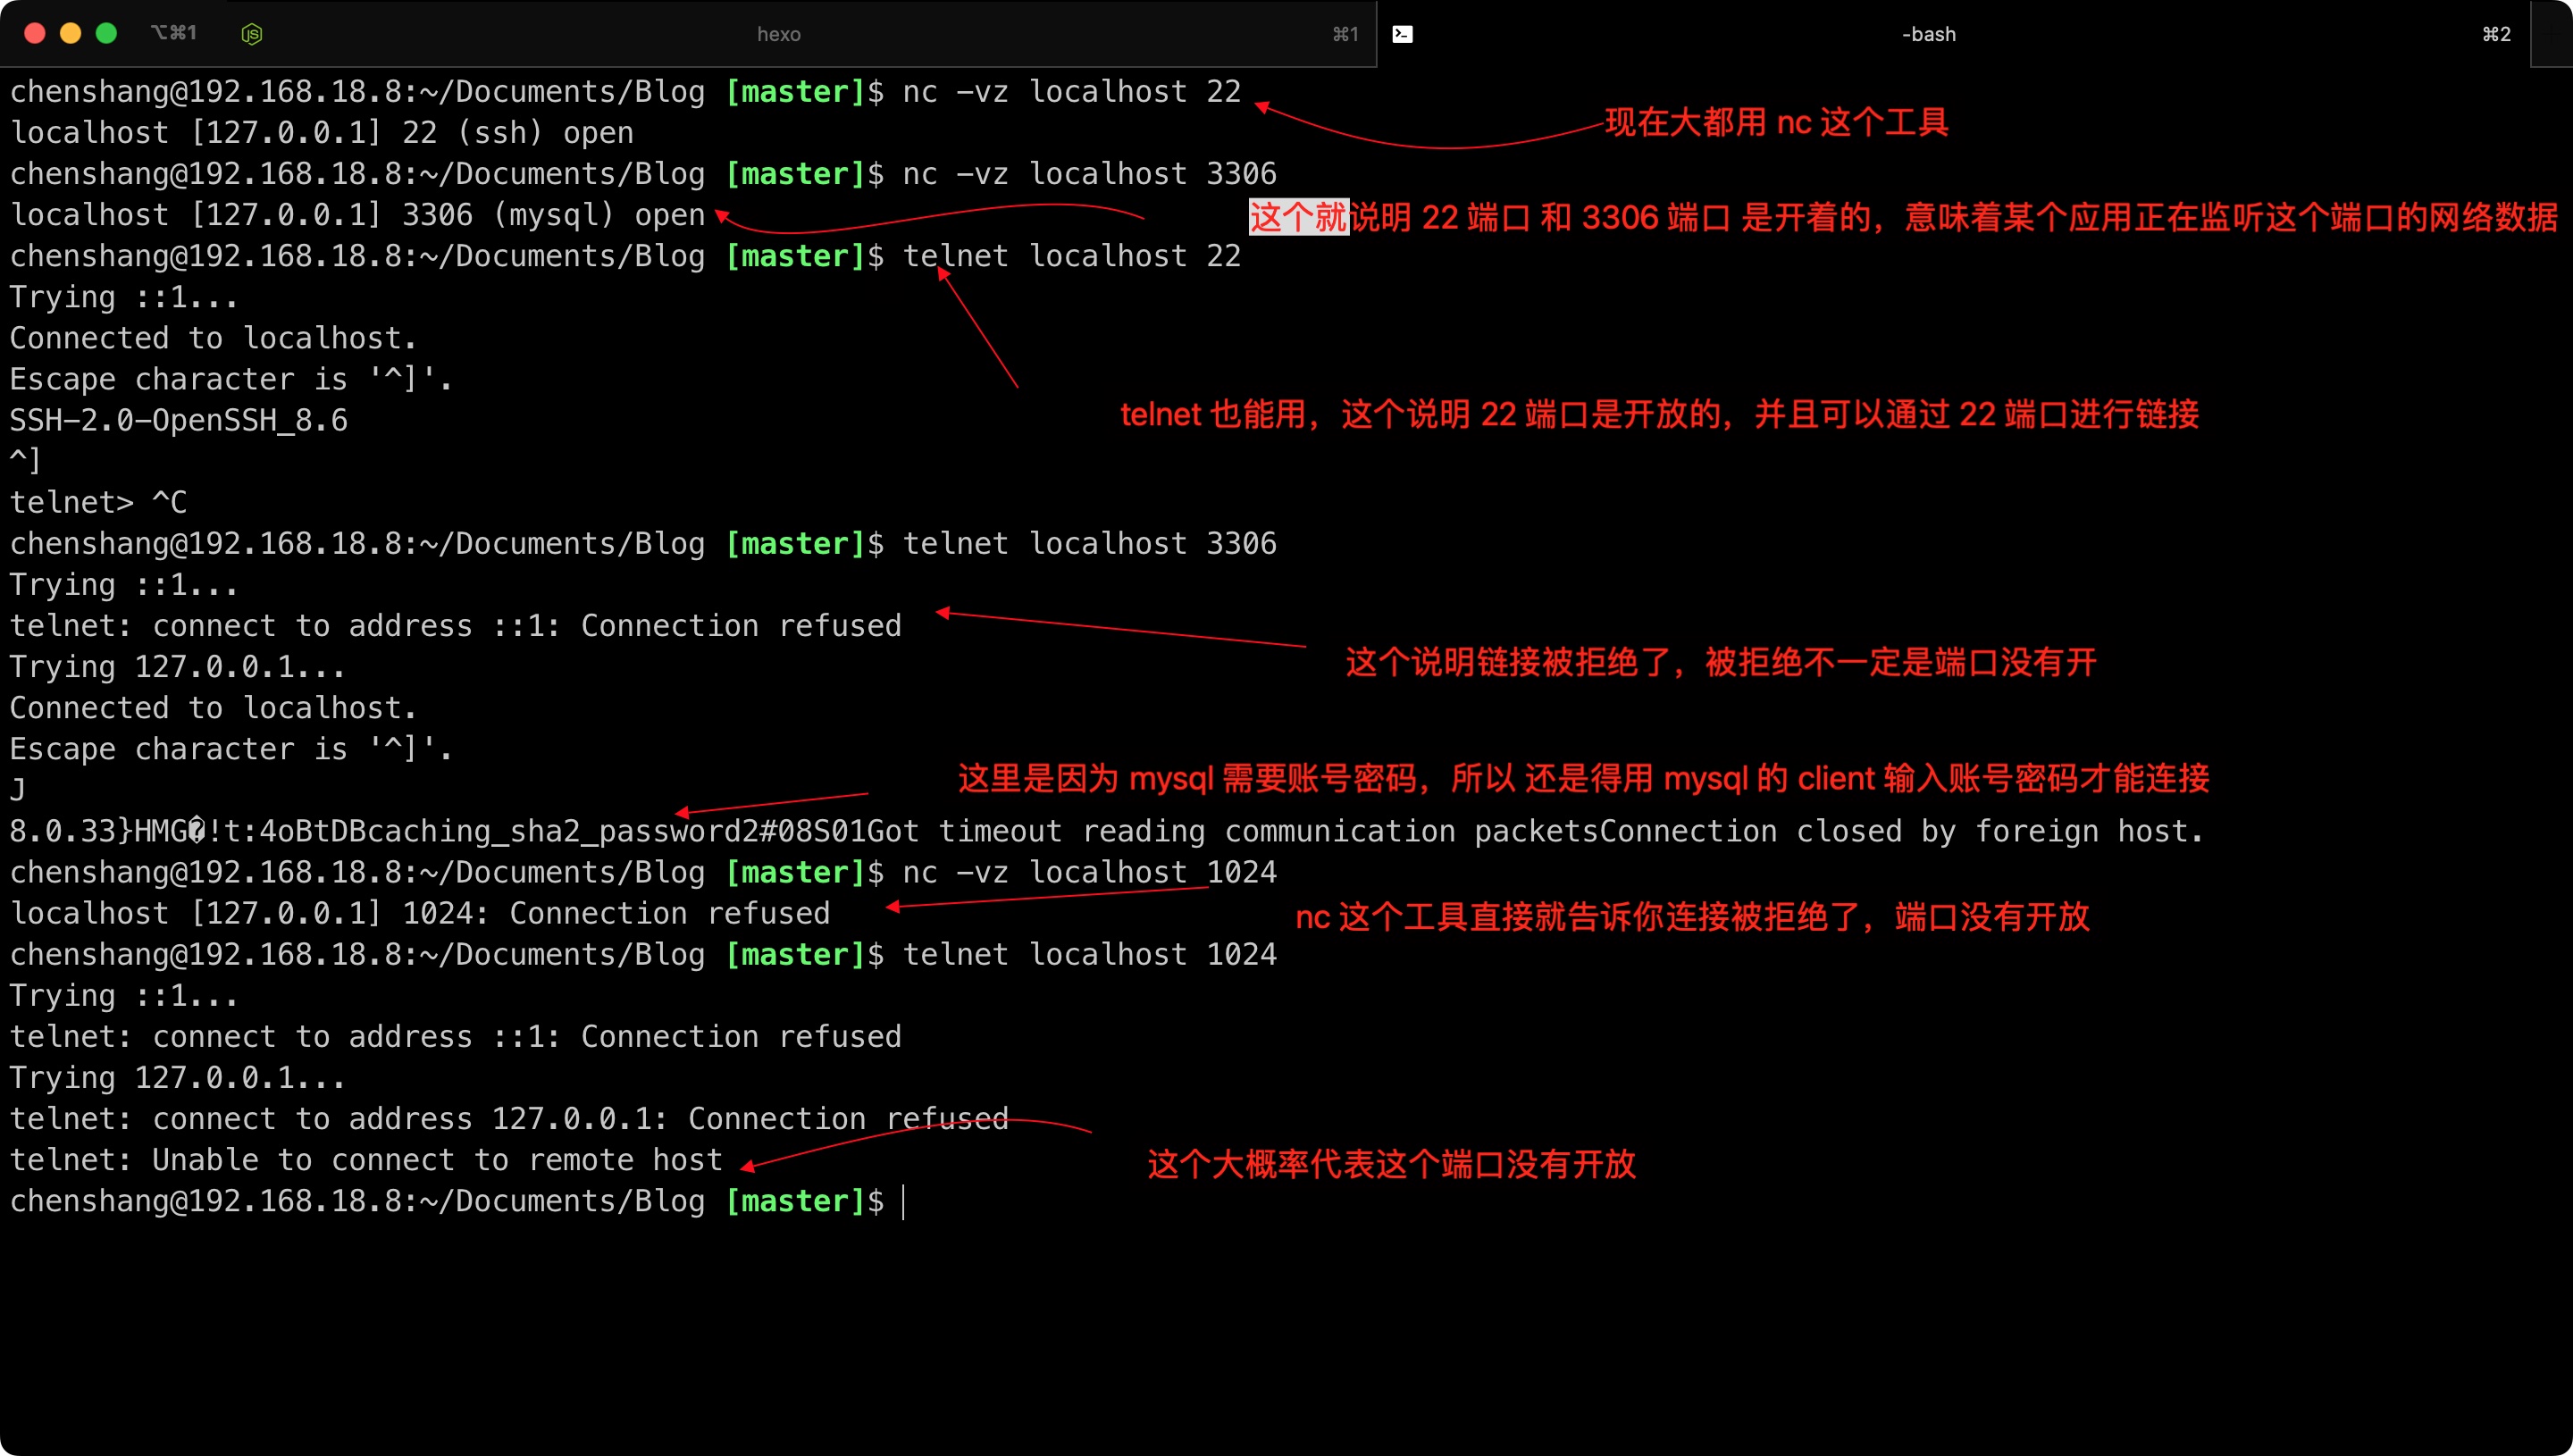 ⌥⌘1 hexo ⌘1 -bash ⌘2
chenshang@192.168.18.8:~/Documents/Blog [master]$ nc -vz localhost 22
现在大都用 nc 这个工具
localhost [127.0.0.1] 22 (ssh) open
chenshang@192.168.18.8:~/Documents/Blog [master]$ nc -vz localhost 3306
localhost [127.0.0.1] 3306 (mysql) open
这个就说明 22 端口 和 3306 端口 是开着的，意味着某个应用正在监听这个端口的网络数据
chenshang@192.168.18.8:~/Documents/Blog [master]$ telnet localhost 22
Trying ::1...
Connected to localhost.
Escape character is '^]'.
SSH-2.0-OpenSSH_8.6
telnet 也能用，这个说明 22 端口是开放的，并且可以通过 22 端口进行链接
^]
telnet> ^C
chenshang@192.168.18.8:~/Documents/Blog [master]$ telnet localhost 3306
Trying ::1...
telnet: connect to address ::1: Connection refused
这个说明链接被拒绝了，被拒绝不一定是端口没有开
Trying 127.0.0.1...
Connected to localhost.
Escape character is '^]'.
这里是因为 mysql 需要账号密码，所以 还是得用 mysql 的 client 输入账号密码才能连接
J
8.0.33}HMG�!t:4oBtDBcaching_sha2_password2#08S01Got timeout reading communication packetsConnection closed by foreign host.
chenshang@192.168.18.8:~/Documents/Blog [master]$ nc -vz localhost 1024
localhost [127.0.0.1] 1024: Connection refused
nc 这个工具直接就告诉你连接被拒绝了，端口没有开放
chenshang@192.168.18.8:~/Documents/Blog [master]$ telnet localhost 1024
Trying ::1...
telnet: connect to address ::1: Connection refused
Trying 127.0.0.1...
telnet: connect to address 127.0.0.1: Connection refused
telnet: Unable to connect to remote host
这个大概率代表这个端口没有开放
chenshang@192.168.18.8:~/Documents/Blog [master]$